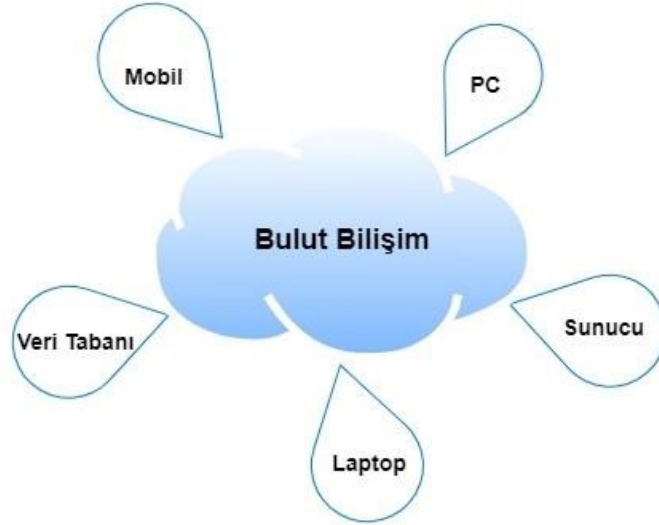 Mobil
PC
Bulut Bilişim
Veri Tabanı
Sunucu
Laptop